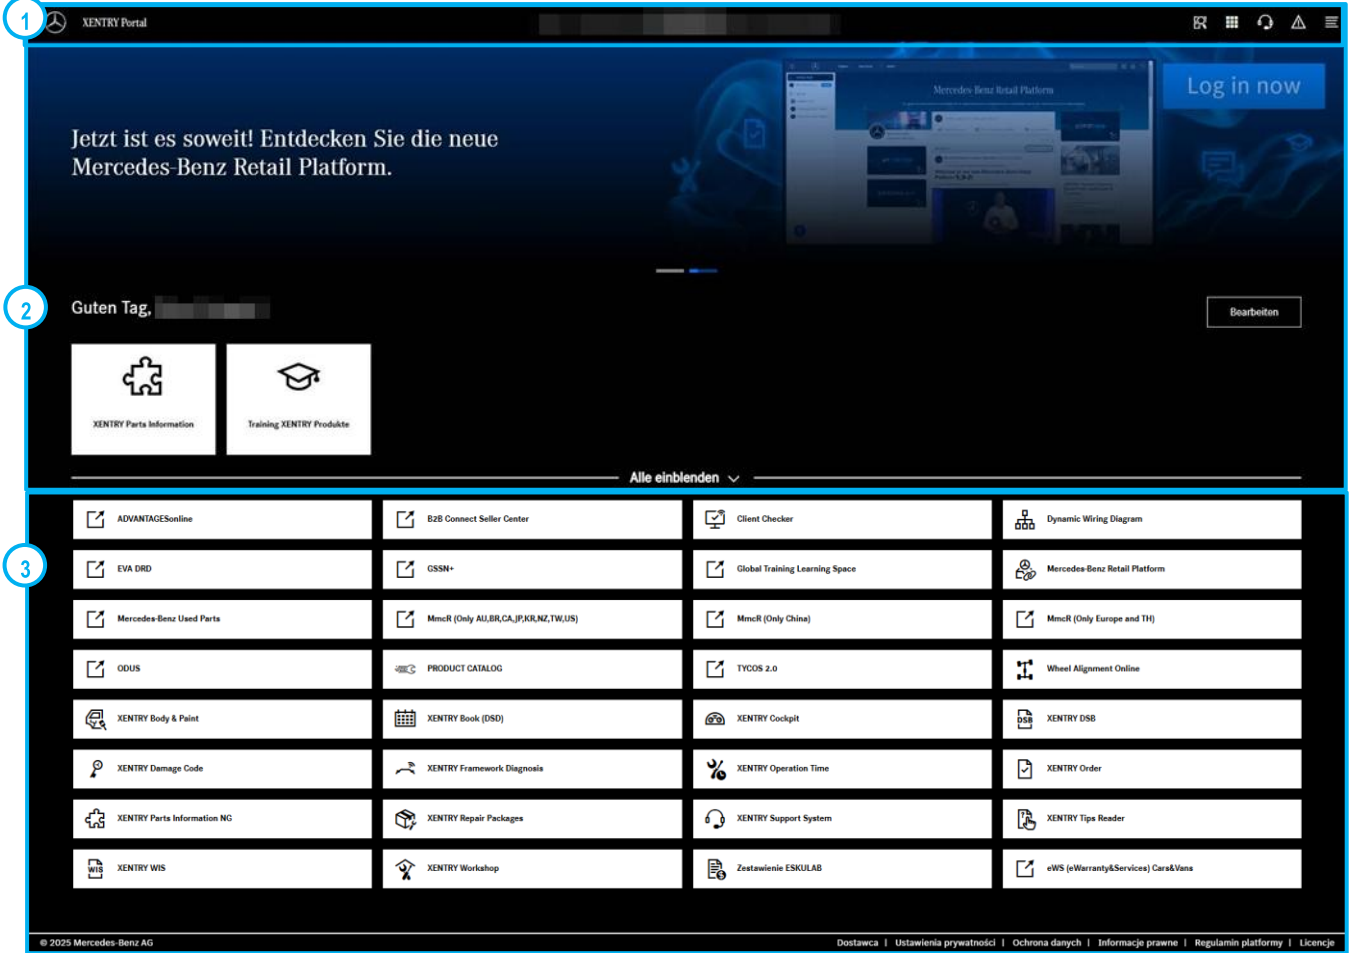 1
XENTRY Portal
Log in now
Mercedes-Benz Retail Platform
Jetzt ist es soweit! Entdecken Sie die neue
Mercedes-Benz Retail Platform.
2
Guten Tag,
Bearbeiten
XENTRY Parts Information
Training XENTRY Produkte
Alle einblenden
3
ADVANTAGESonline
B2B Connect Seller Center
Client Checker
Dynamic Wiring Diagram
EVA DRD
GSSN+
Global Training Learning Space
Mercedes-Benz Retail Platform
Mercedes-Benz Used Parts
MmcR (Only AU,BR,CA,JP,KR,NZ,TW,US)
MmcR (Only China)
MmcR (Only Europe and TH)
ODUS
PRODUCT CATALOG
TYCOS 2.0
Wheel Alignment Online
XENTRY Body & Paint
XENTRY Book (DSD)
XENTRY Cockpit
DSB
XENTRY DSB
XENTRY Damage Code
XENTRY Framework Diagnosis
XENTRY Operation Time
XENTRY Order
XENTRY Parts Information NG
XENTRY Repair Packages
XENTRY Support System
XENTRY Tips Reader
WIS
XENTRY WIS
XENTRY Workshop
Zestawienie ESKULAB
eWS (eWarranty&Services) Cars&Vans
© 2025 Mercedes-Benz AG
Dostawca | Ustawienia prywatności | Ochrona danych | Informacje prawne | Regulamin platformy | Licencje